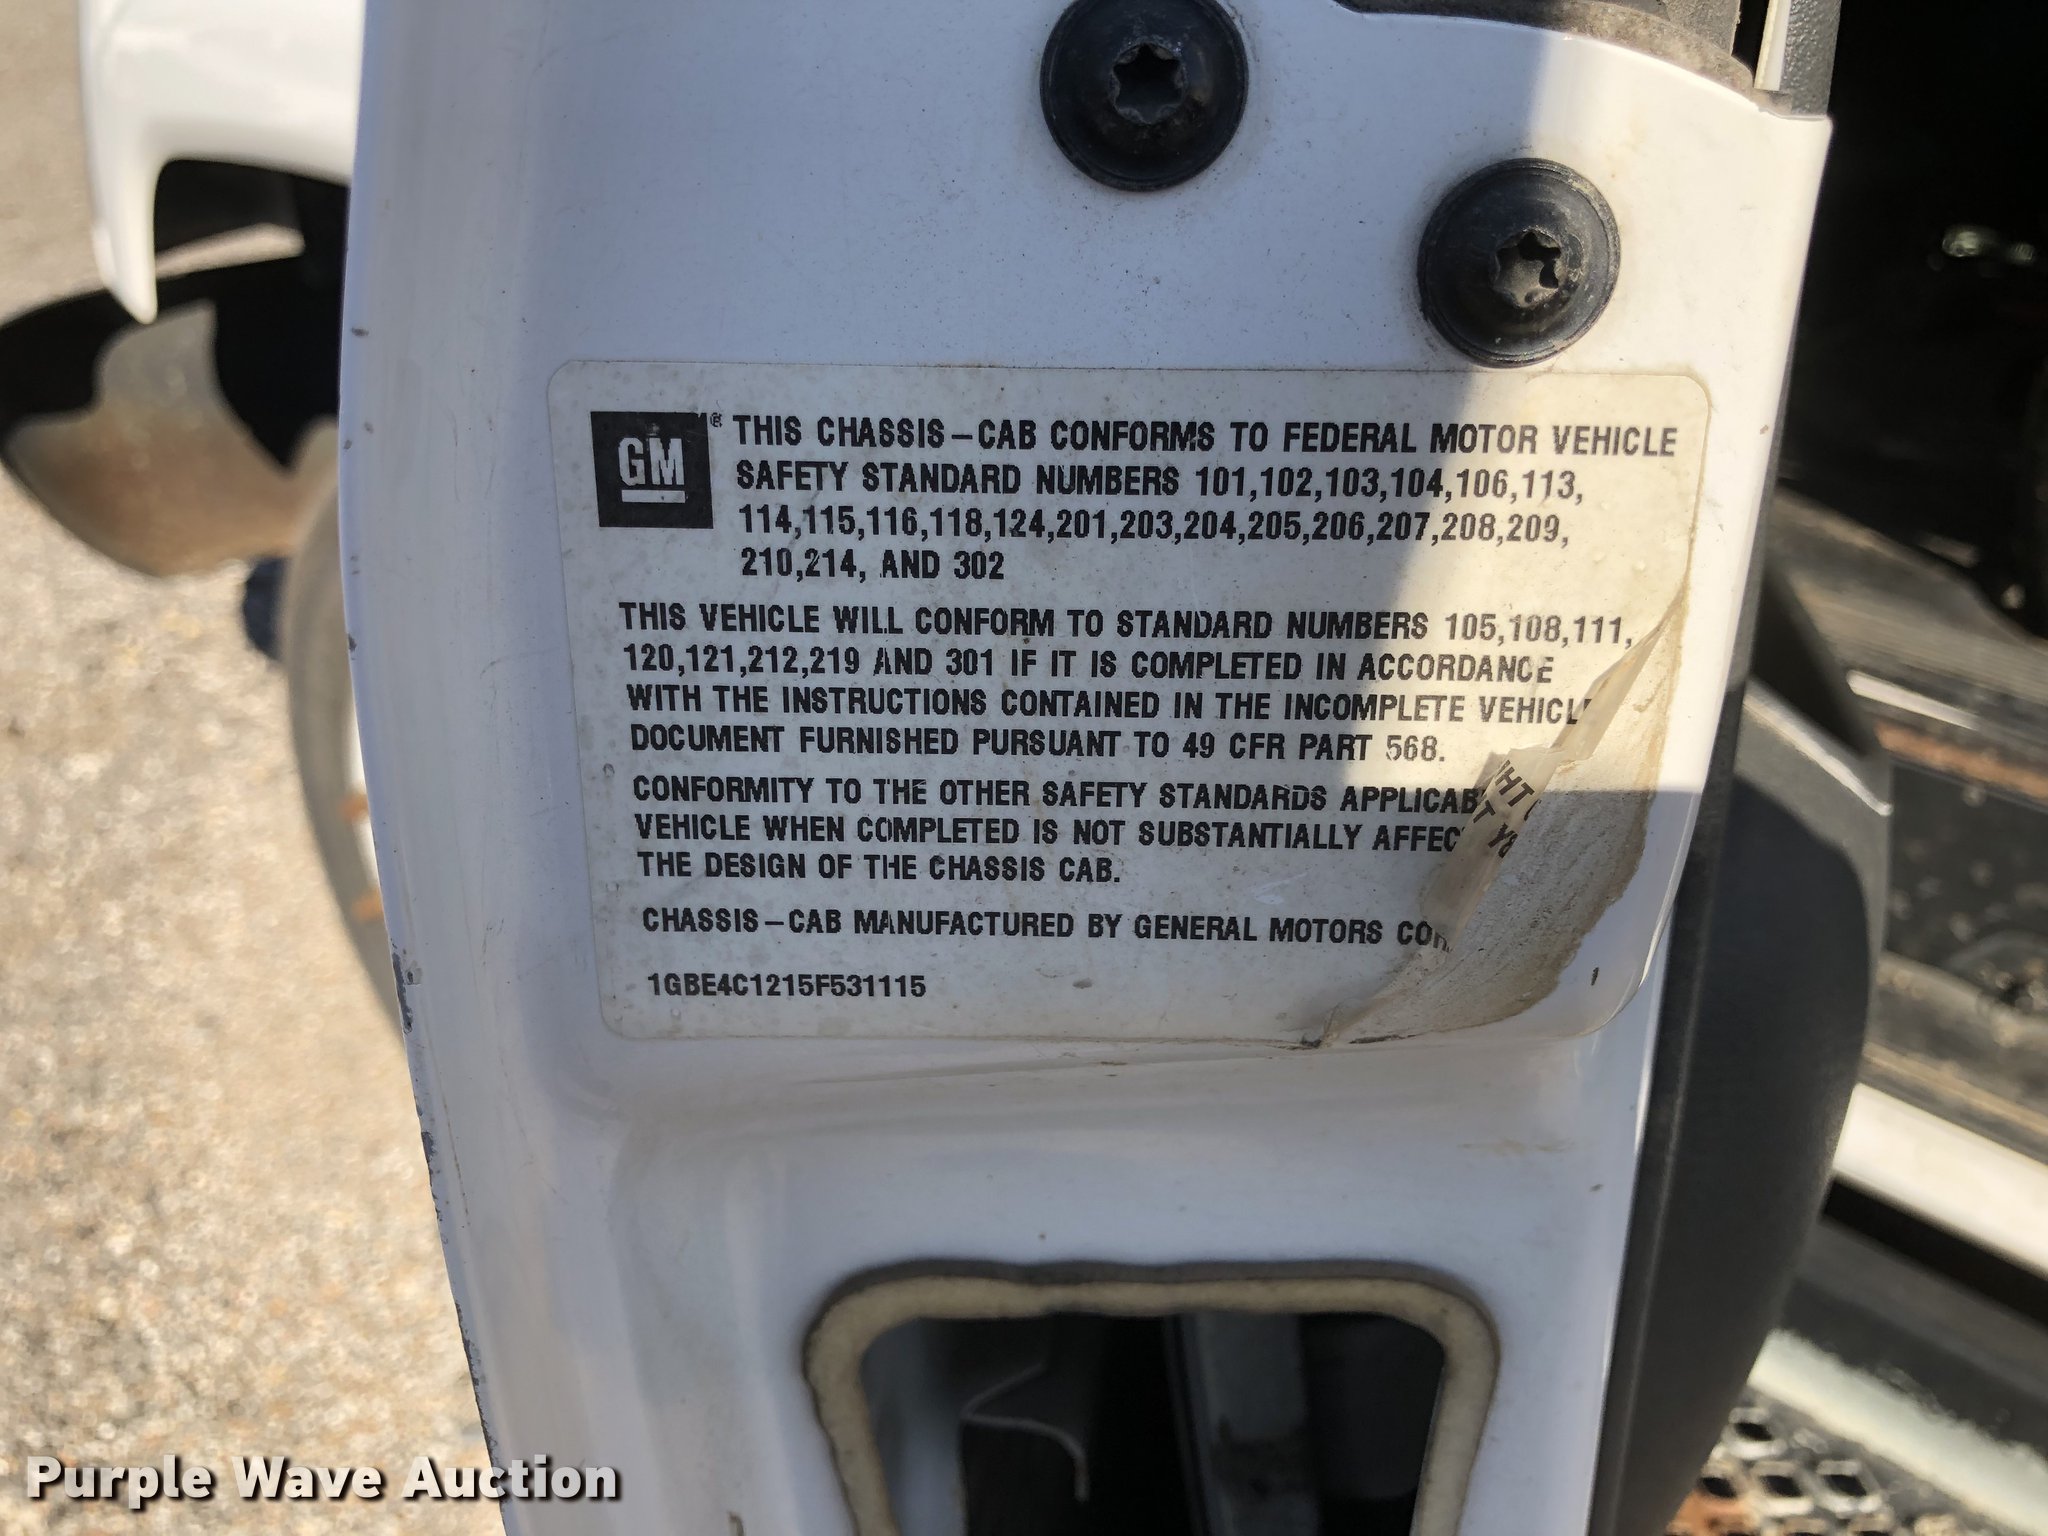 GM
® THIS CHASSIS-CAB CONFORMS TO FEDERAL MOTOR VEHICLE
SAFETY STANDARD NUMBERS 101,102,103,104,106,113,
114,115,116,118,124,201,203,204,205,206,207,208,209,
210,214, AND 302
THIS VEHICLE WILL CONFORM TO STANDARD NUMBERS 105,108,111,
120,121,212,219 AND 301 IF IT IS COMPLETED IN ACCORDANCE
WITH THE INSTRUCTIONS CONTAINED IN THE INCOMPLETE VEHICLE
DOCUMENT FURNISHED PURSUANT TO 49 CFR PART 568.
CONFORMITY TO THE OTHER SAFETY STANDARDS
VEHICLE WHEN COMPLETED IS NOT SUBSTANTIALLY
THE DESIGN OF THE CHASSIS CAB.
CHASSIS-CAB MANUFACTURED BY GENERAL MOTORS
1GBE4C1215F531115
Purple Wave Auction